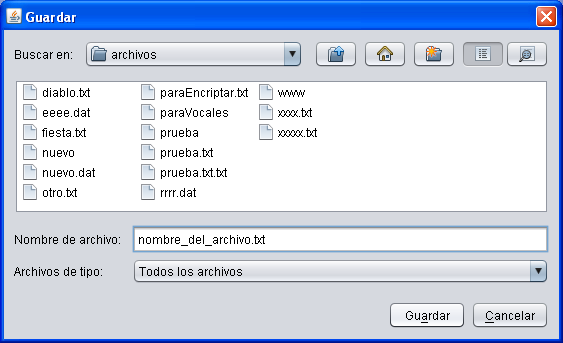 Guardar
Buscar en: archivos
diablo.txt paraEncriptar.txt www
eeee.dat paraVocales xxxx.txt
fiesta.txt prueba xxxxx.txt
nuevo prueba.txt
nuevo.dat prueba.txt.txt
otro.txt rrrr.dat
Nombre de archivo: nombre_del_archivo.txt
Archivos de tipo: Todos los archivos
Guardar Cancelar